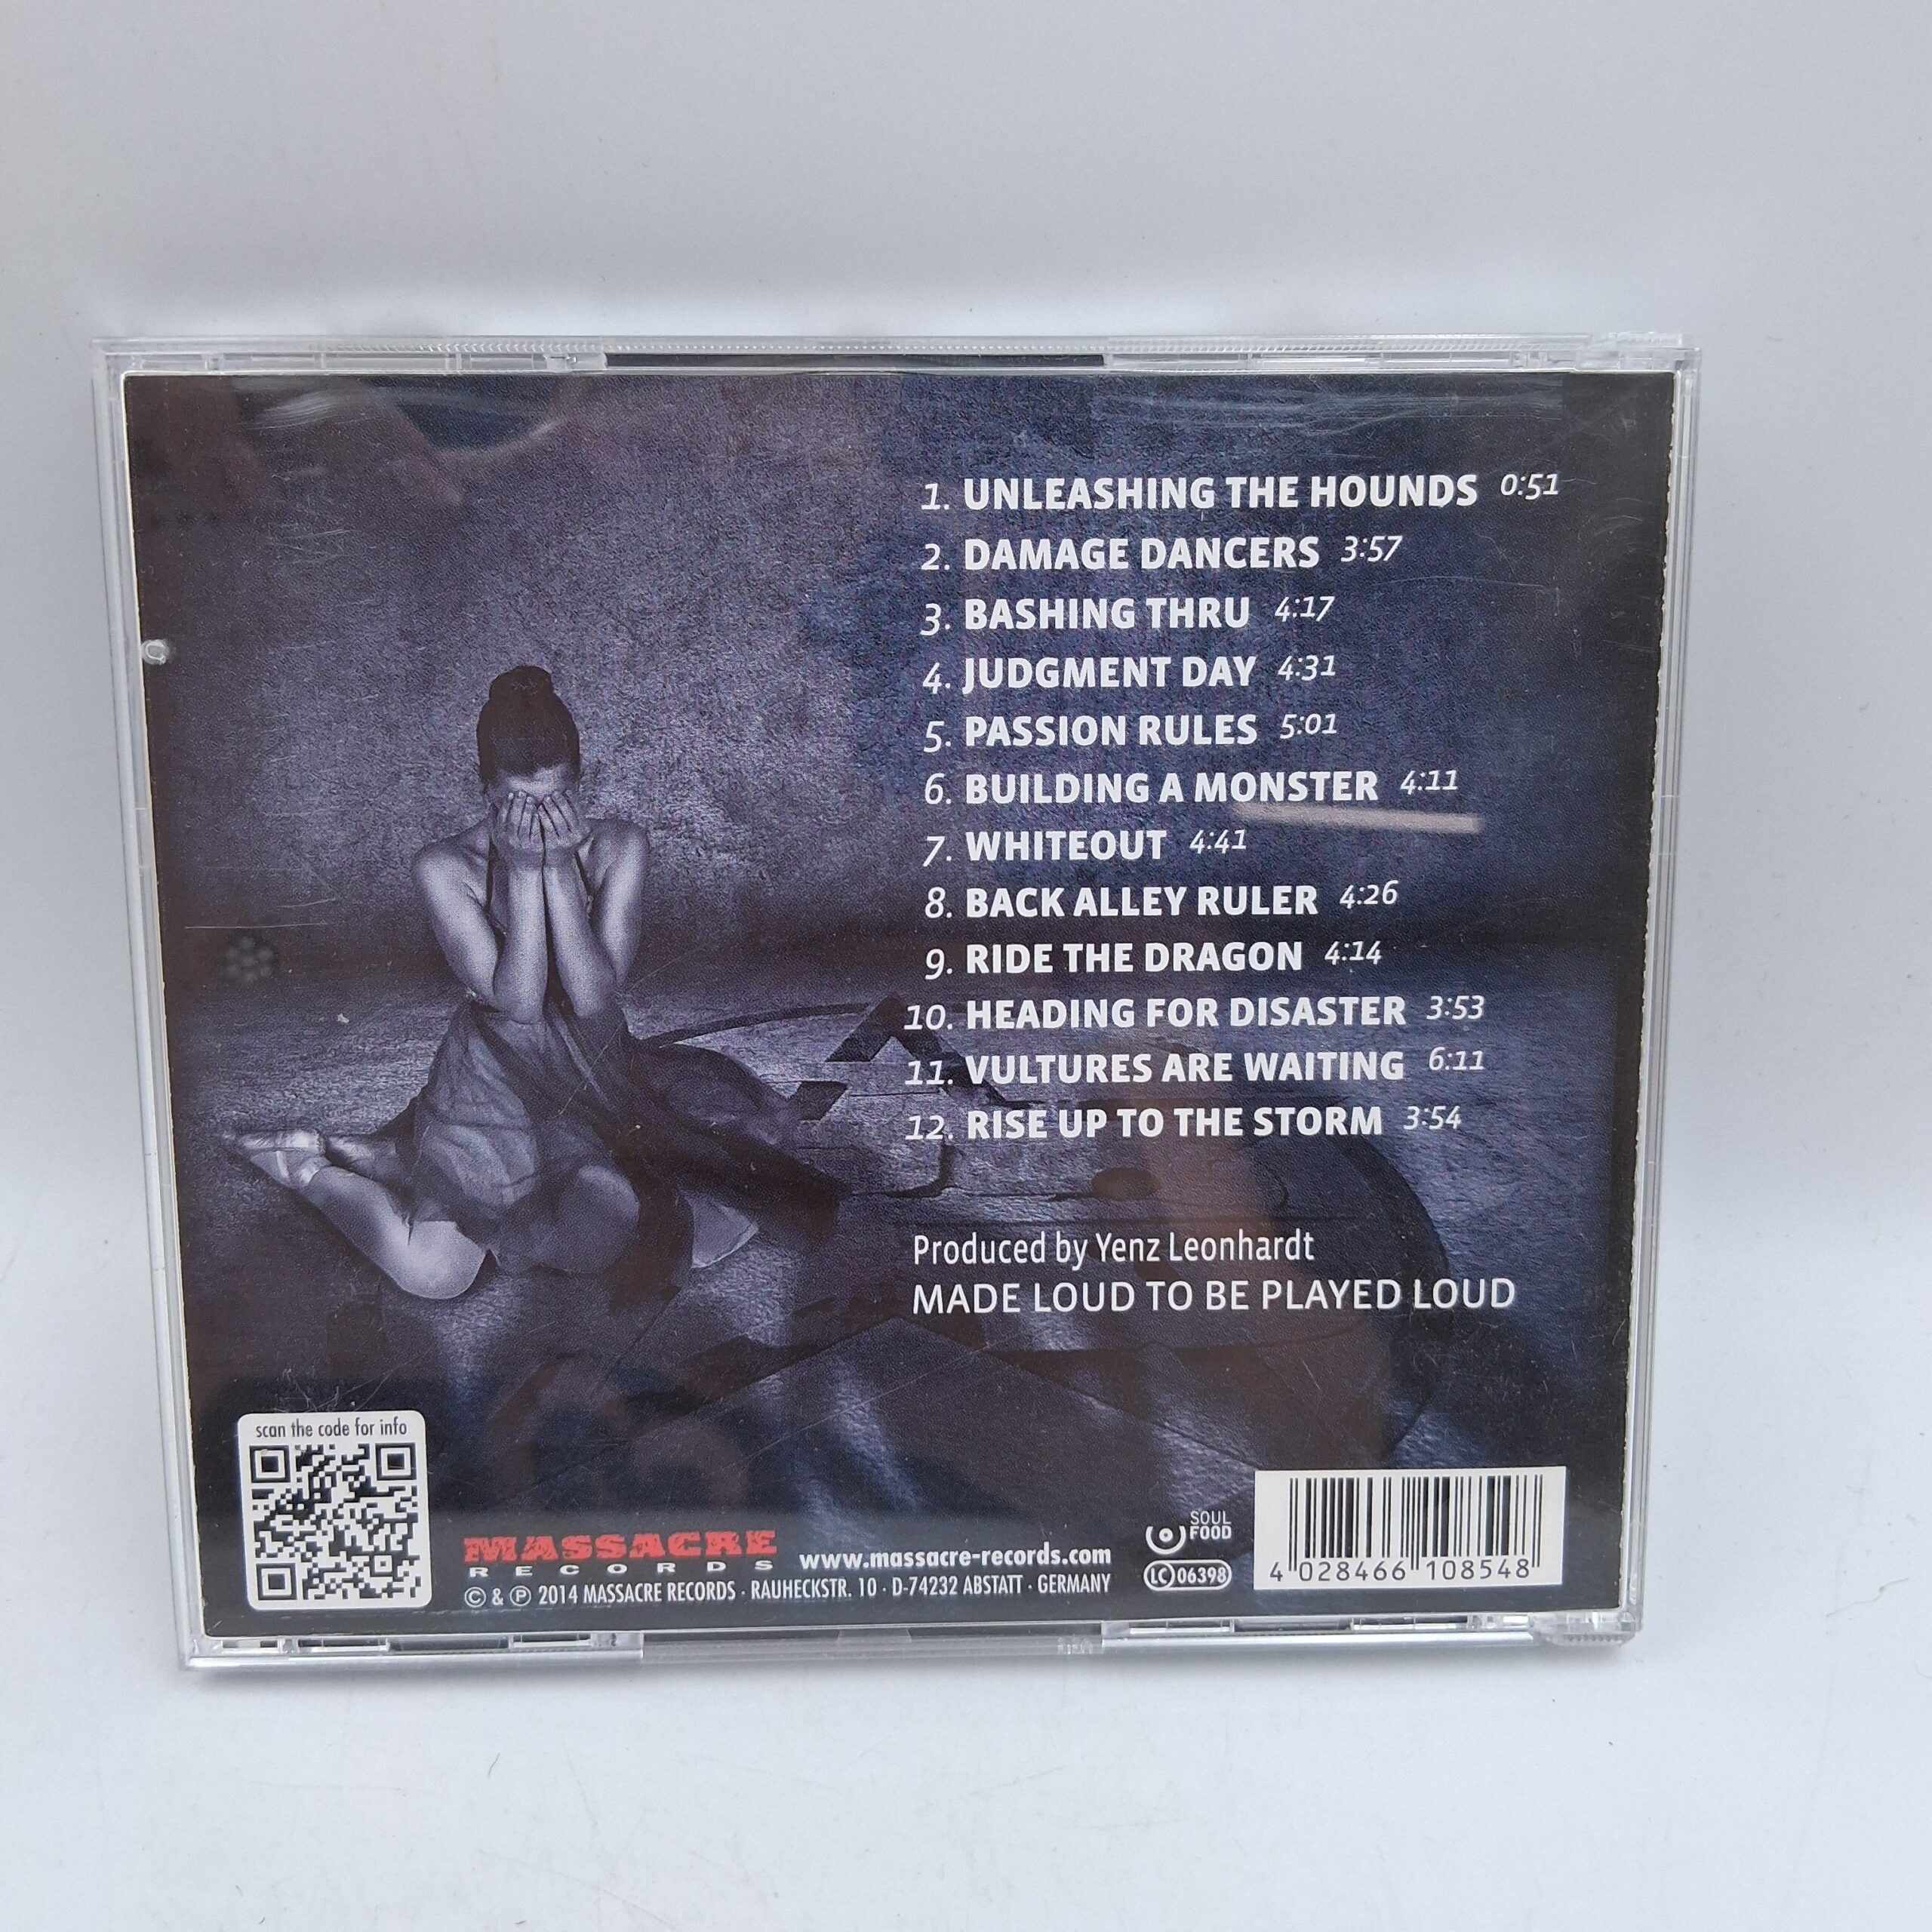 1. UNLEASHING THE HOUNDS 0:51
2. DAMAGE DANCERS 3:57
3. BASHING THRU 4:17
4. JUDGMENT DAY 4:31
5. PASSION RULES 5:01
6. BUILDING A MONSTER 4:11
7. WHITEOUT 4:41
8. BACK ALLEY RULER 4:26
9. RIDE THE DRAGON 4:14
10. HEADING FOR DISASTER 3:53
11. VULTURES ARE WAITING 6:11
12. RISE UP TO THE STORM 3:54
Produced by Yenz Leonhardt
MADE LOUD TO BE PLAYED LOUD
scan the code for info
MASSACRE
RECORDS
www.massacre-records.com
© & ℗ 2014 MASSACRE RECORDS · RAUHECKSTR. 10 · D-74232 ABSTATT · GERMANY
SOUL
FOOD
LC 06398
4 028466 108548